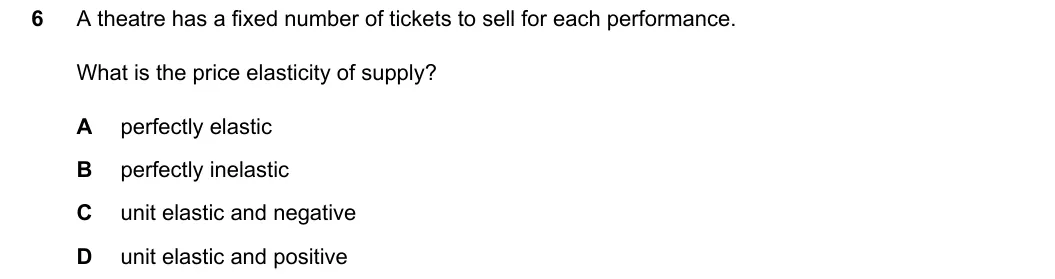 6 A theatre has a fixed number of tickets to sell for each performance.
What is the price elasticity of supply?
A perfectly elastic
B perfectly inelastic
C unit elastic and negative
D unit elastic and positive